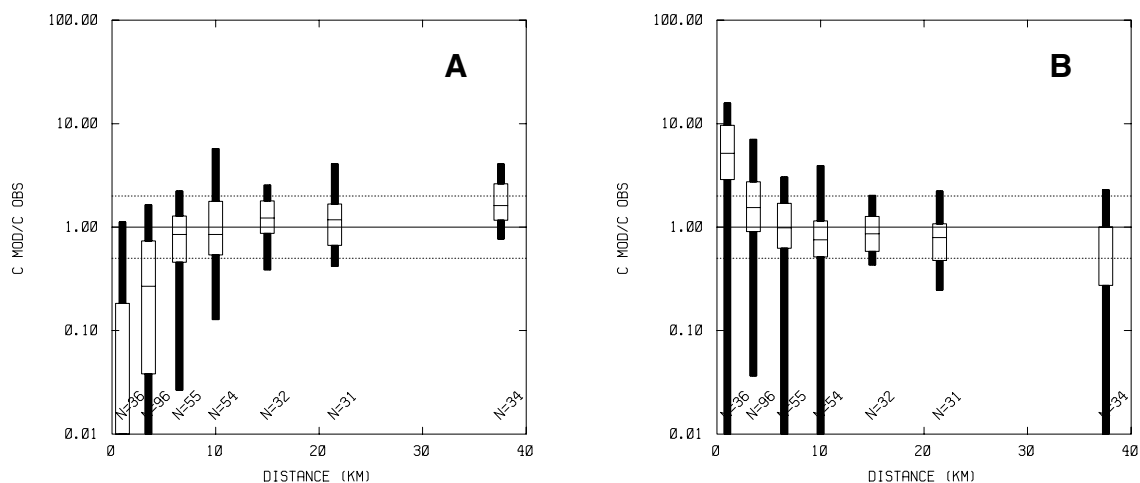 100.00
10.00
1.00
0.10
0.01
C MOD/C OBS
A
N=36
N=96
N=55
N=54
N=32
N=31
N=34
0
10
20
30
40
DISTANCE (KM)
100.00
10.00
1.00
0.10
0.01
C MOD/C OBS
B
N=36
N=96
N=55
N=54
N=32
N=31
N=34
0
10
20
30
40
DISTANCE (KM)